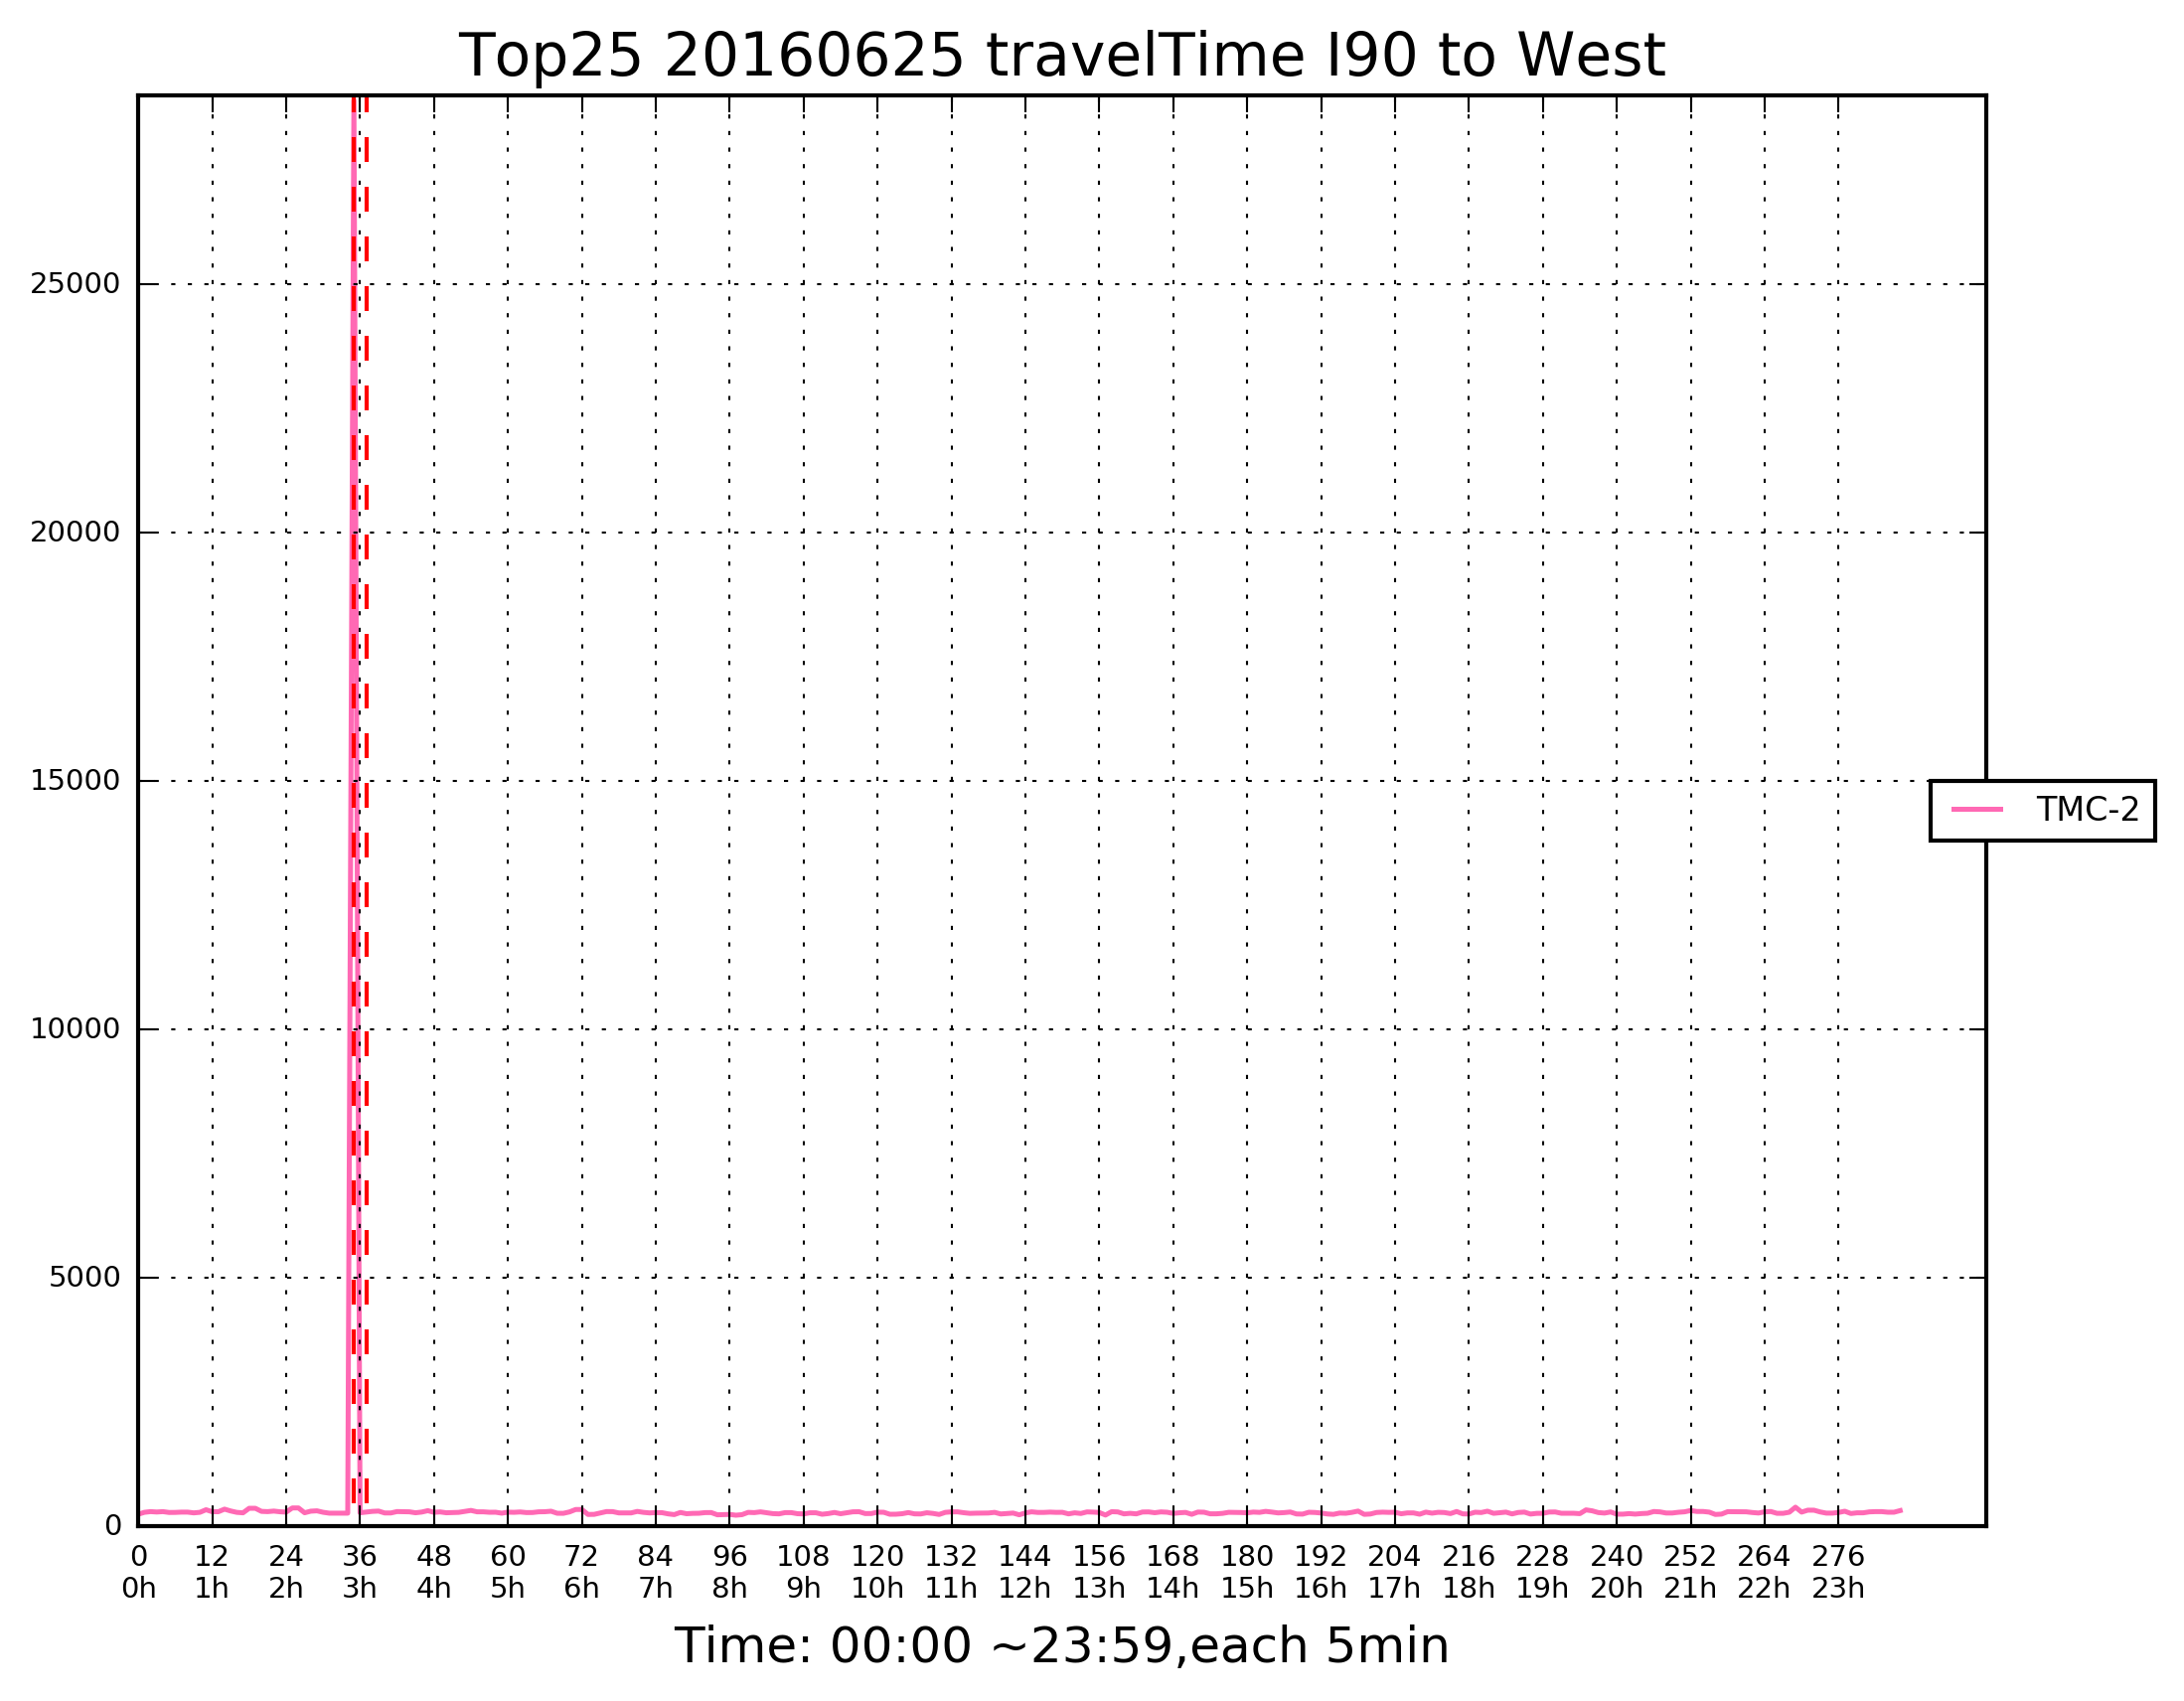 Top25 20160625 travelTime I90 to West
25000
20000
15000
10000
5000
0
TMC-2
0 12 24 36 48 60 72 84 96 108 120 132 144 156 168 180 192 204 216 228 240 252 264 276
0h 1h 2h 3h 4h 5h 6h 7h 8h 9h 10h 11h 12h 13h 14h 15h 16h 17h 18h 19h 20h 21h 22h 23h
Time: 00:00 ~23:59,each 5min